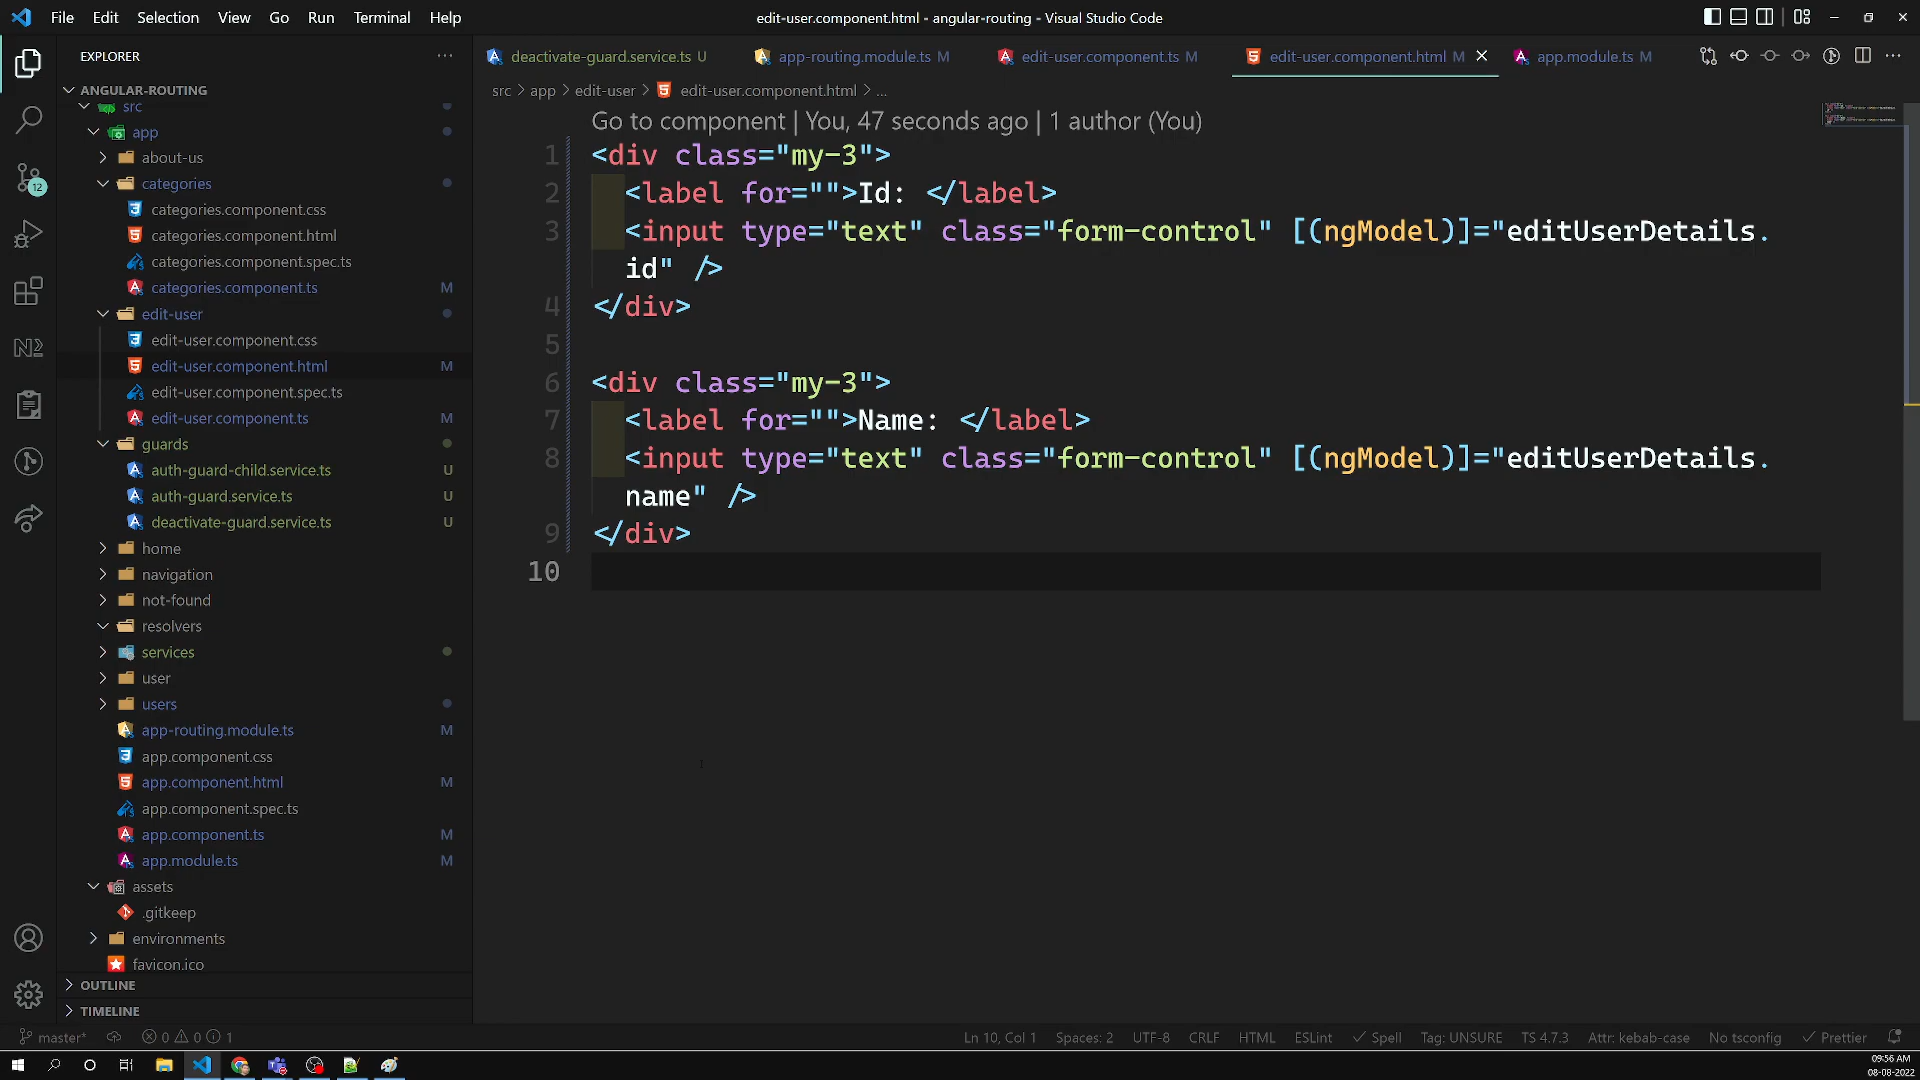 File Edit Selection View Go Run Terminal Help
edit-user.component.html - angular-routing - Visual Studio Code
EXPLORER
ANGULAR-ROUTING
src
app
about-us
categories
categories.component.css
categories.component.html
categories.component.spec.ts
categories.component.ts M
edit-user
edit-user.component.css
edit-user.component.html M
edit-user.component.spec.ts
edit-user.component.ts M
guards
auth-guard-child.service.ts U
auth-guard.service.ts U
deactivate-guard.service.ts U
home
navigation
not-found
resolvers
services
user
users
app-routing.module.ts M
app.component.css
app.component.html M
app.component.spec.ts
app.component.ts M
app.module.ts M
assets
.gitkeep
environments
favicon.ico
OUTLINE
TIMELINE
12
deactivate-guard.service.ts U app-routing.module.ts M edit-user.component.ts M edit-user.component.html M app.module.ts M
src > app > edit-user > edit-user.component.html > ...
Go to component | You, 47 seconds ago | 1 author (You)
1 <div class="my-3">
2 <label for="">Id: </label>
3 <input type="text" class="form-control" [(ngModel)]="editUserDetails.
id" />
4 </div>
5
6 <div class="my-3">
7 <label for="">Name: </label>
8 <input type="text" class="form-control" [(ngModel)]="editUserDetails.
name" />
9 </div>
10
master* 0 0 1 Ln 10, Col 1 Spaces: 2 UTF-8 CRLF HTML ESLint Spell Tag: UNSURE TS 4.7.3 Attr: kebab-case No tsconfig Prettier
09:56 AM
08-08-2022